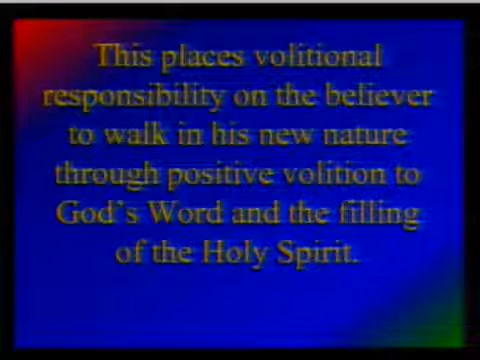 This places volitional
responsibility on the believer
to walk in his new nature
through positive volition to
God's Word and the filling
of the Holy Spirit.